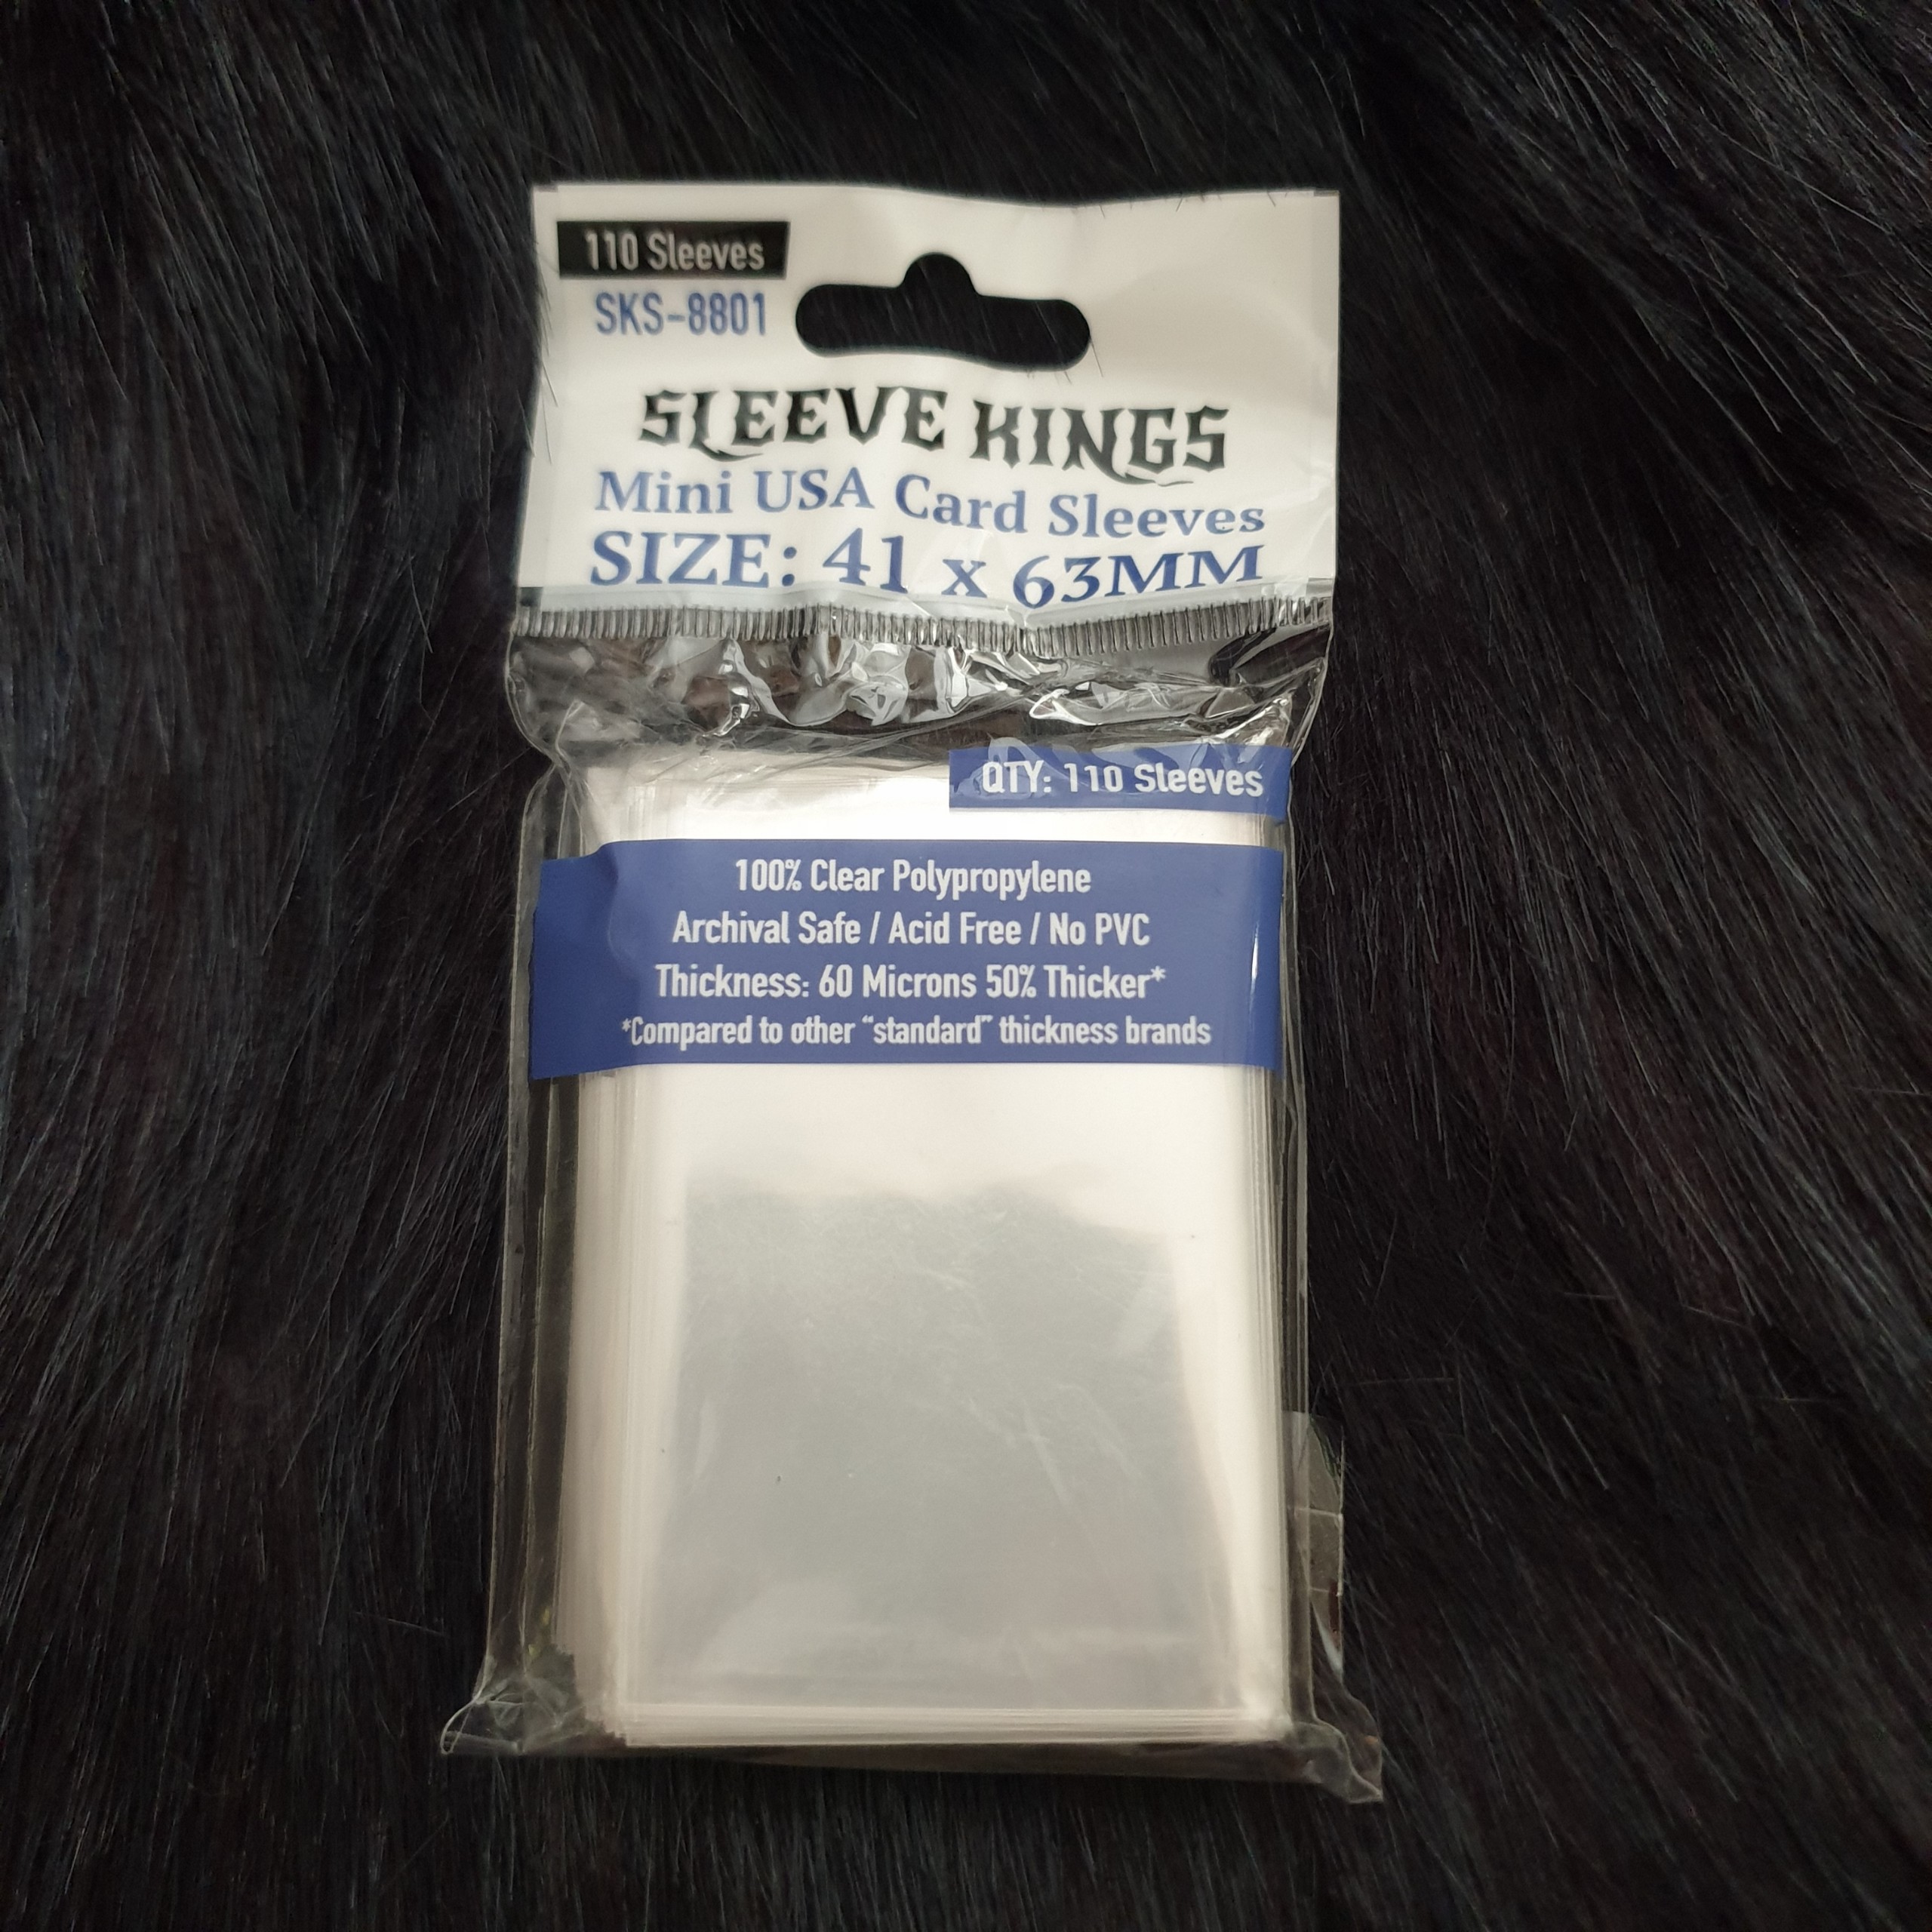 110 Sleeves
SKS-8801
SLEEVE KINGS
Mini USA Card Sleeves
SIZE: 41 x 63MM
QTY: 110 Sleeves
100% Clear Polypropylene
Archival Safe / Acid Free / No PVC
Thickness: 60 Microns 50% Thicker*
*Compared to other “standard” thickness brands